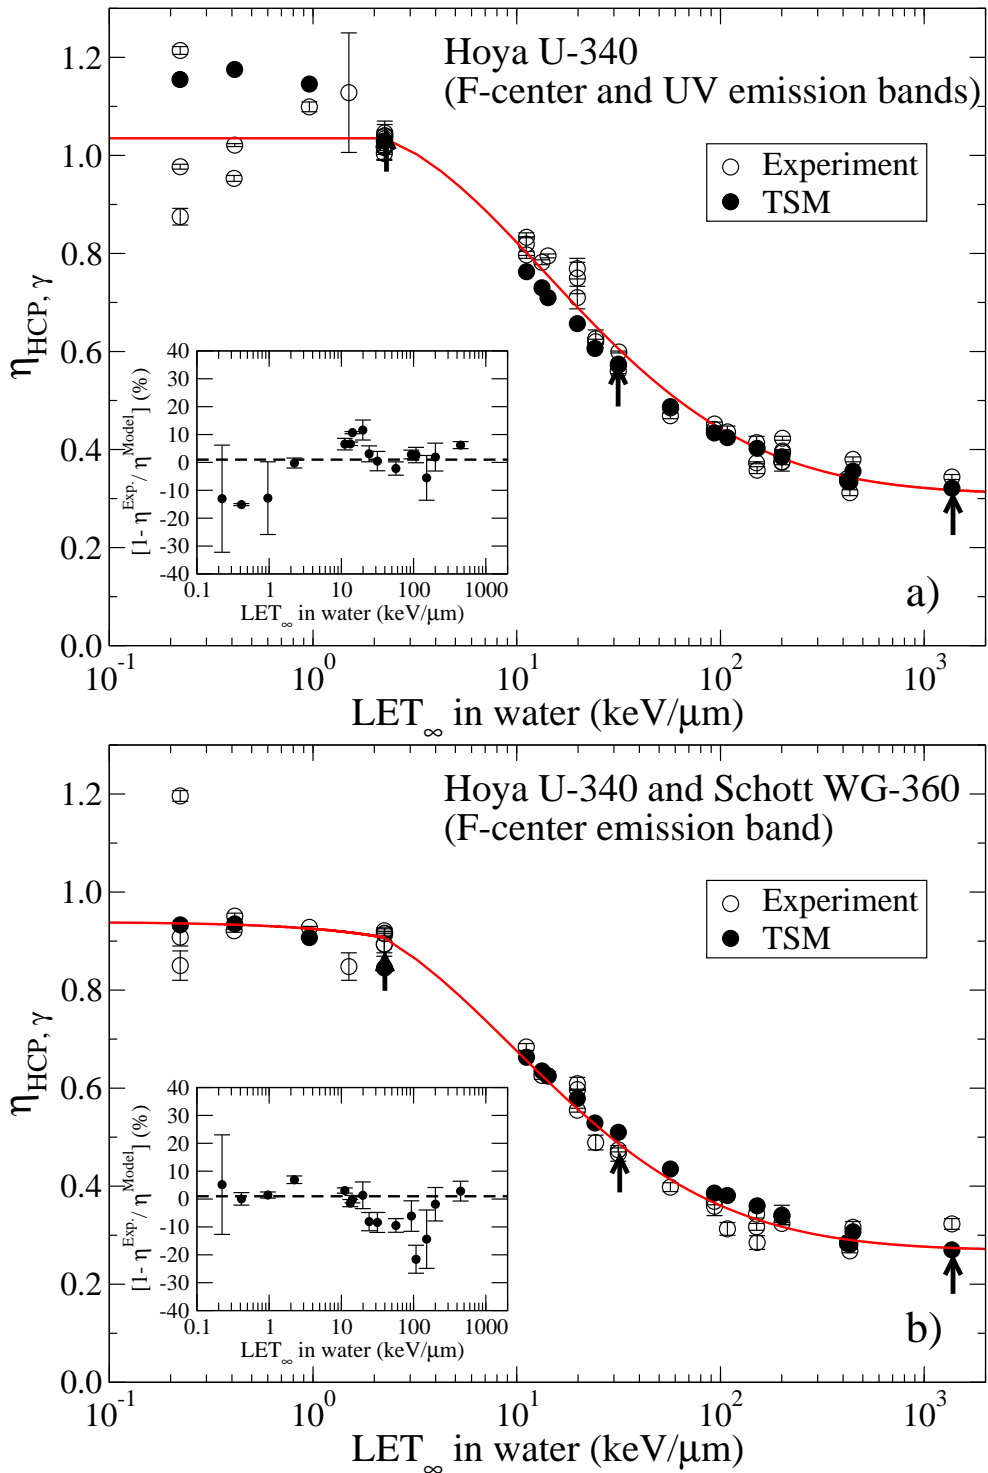 Hoya U-340
(F-center and UV emission bands)
Experiment
TSM
η_HCP, γ
1.2
1.0
0.8
0.6
0.4
0.2
0.0
10^-1
10^0
10^1
10^2
10^3
LET_∞ in water (keV/μm)
a)
[1- η^Exp./ η^Model] (%)
40
30
20
10
0
-10
-20
-30
-40
0.1
1
10
100
1000
LET_∞ in water (keV/μm)
Hoya U-340 and Schott WG-360
(F-center emission band)
Experiment
TSM
η_HCP, γ
1.2
1.0
0.8
0.6
0.4
0.2
0.0
10^-1
10^0
10^1
10^2
10^3
LET_∞ in water (keV/μm)
b)
[1- η^Exp./ η^Model] (%)
40
30
20
10
0
-10
-20
-30
-40
0.1
1
10
100
1000
LET_∞ in water (keV/μm)